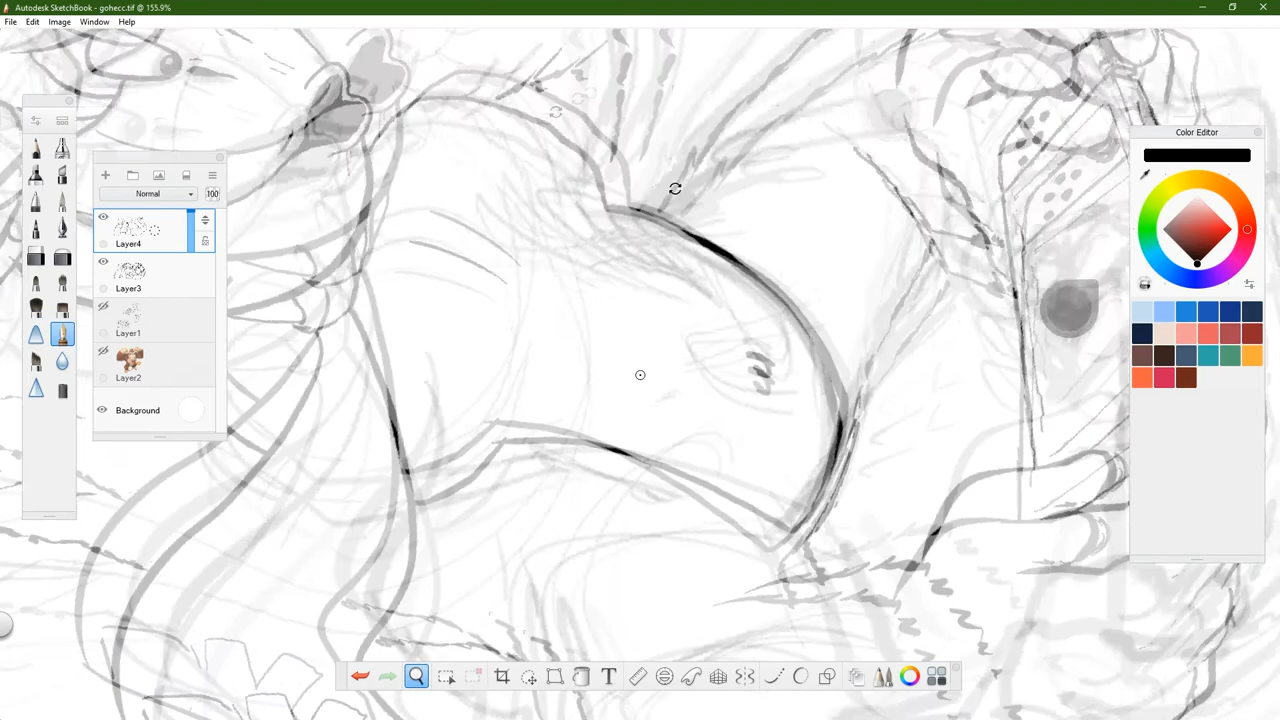 Autodesk SketchBook - gohecc.tif @ 155.9%
File Edit Image Window Help
Color Editor
Normal 100
Layer4
Layer3
Layer1
Layer2
Background
T